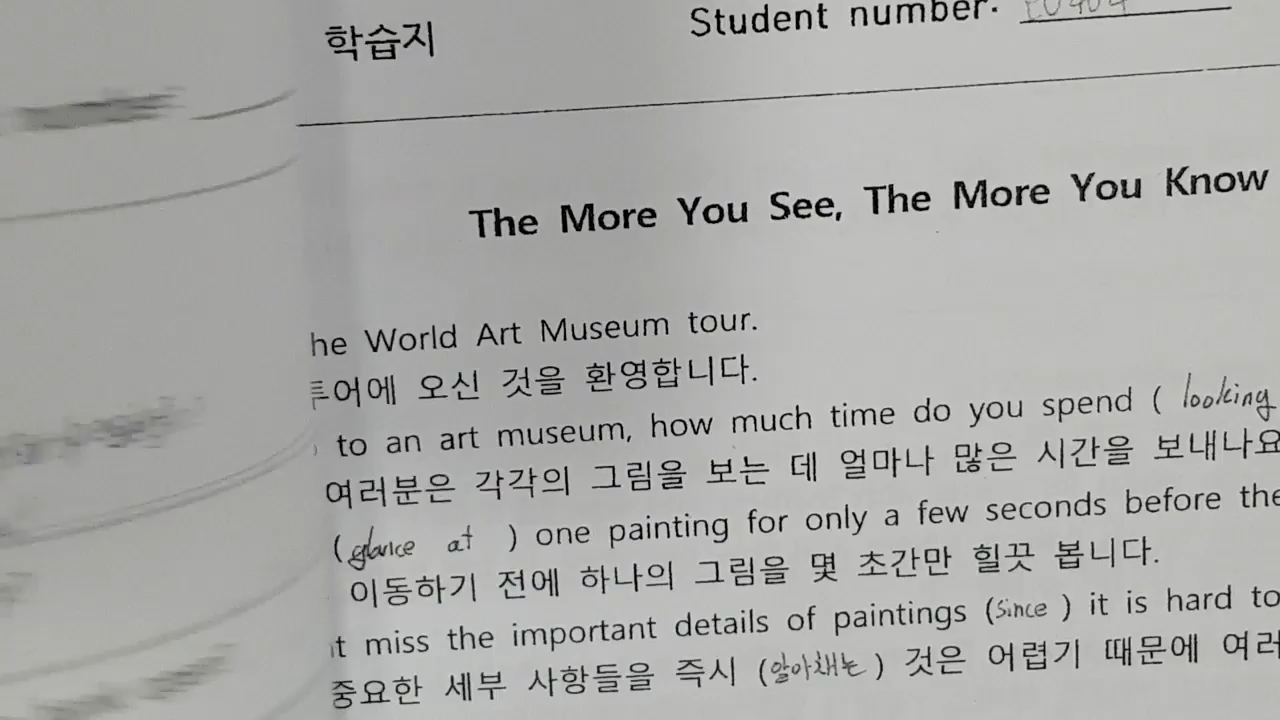 학습지
Student number:
The More You See, The More You Know
he World Art Museum tour.
투어에 오신 것을 환영합니다.
to an art museum, how much time do you spend ( looking
여러분은 각각의 그림을 보는 데 얼마나 많은 시간을 보내나요
(glance at ) one painting for only a few seconds before the
이동하기 전에 하나의 그림을 몇 초간만 힐끗 봅니다.
t miss the important details of paintings (since ) it is hard to
중요한 세부 사항들을 즉시 (알아채는) 것은 어렵기 때문에 여러